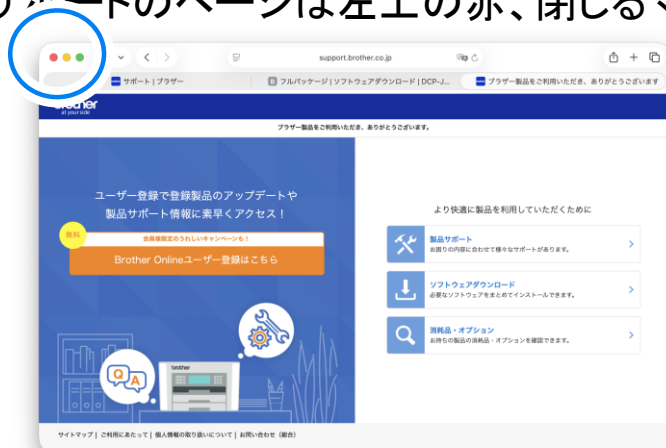 ページは左上の赤、閉じる
support.brother.co.jp
サポート | ブラザー
フルパッケージ | ソフトウェアダウンロード | DCP-J...
ブラザー製品をご利用いただき、ありがとうございます
brother
at your side
ブラザー製品をご利用いただき、ありがとうございます。
ユーザー登録で登録製品のアップデートや
製品サポート情報に素早くアクセス！
無料
会員様限定のうれしいキャンペーンも！
Brother Onlineユーザー登録はこちら
より快適に製品を利用していただくために
製品サポート
お困りの内容に合わせて様々なサポートがあります。
ソフトウェアダウンロード
必要なソフトウェアをまとめてインストールできます。
消耗品・オプション
お持ちの製品の消耗品・オプションを確認できます。
Q
A
brother
サイトマップ | ご利用にあたって | 個人情報の取り扱いについて | お問い合わせ（総合）